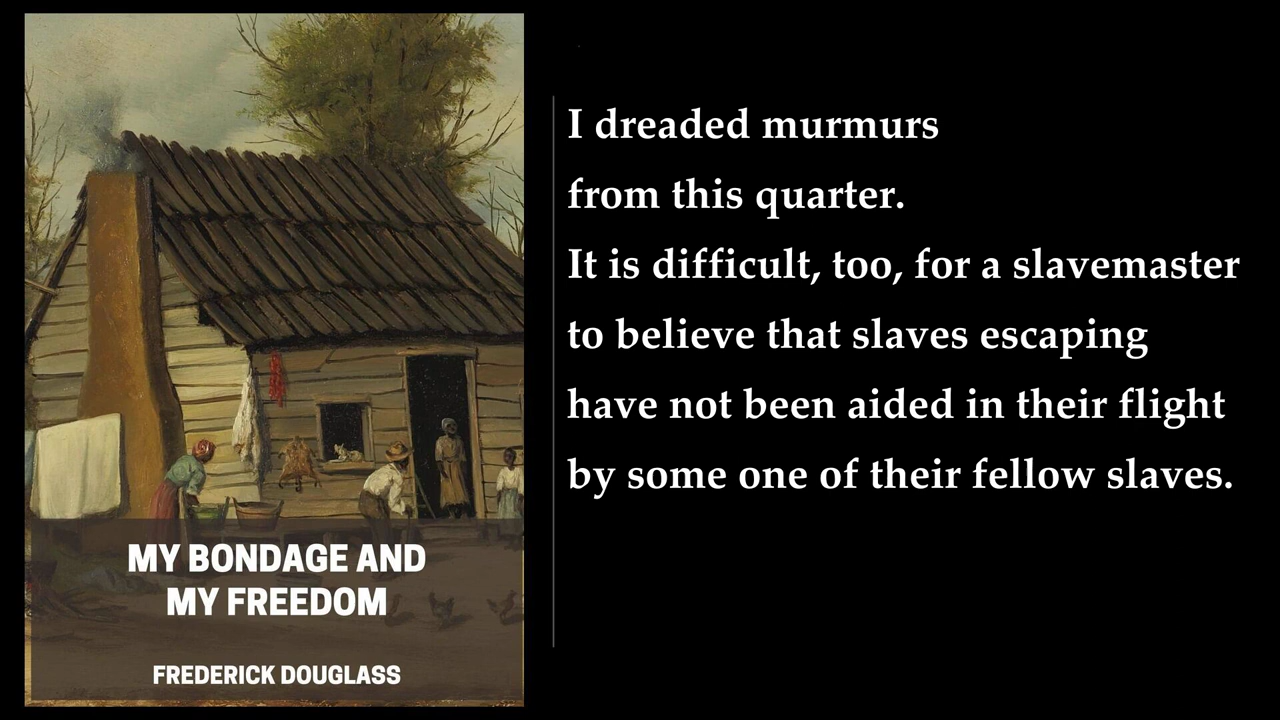 MY BONDAGE AND
MY FREEDOM
FREDERICK DOUGLASS
I dreaded murmurs
from this quarter.
It is difficult, too, for a slavemaster
to believe that slaves escaping
have not been aided in their flight
by some one of their fellow slaves.